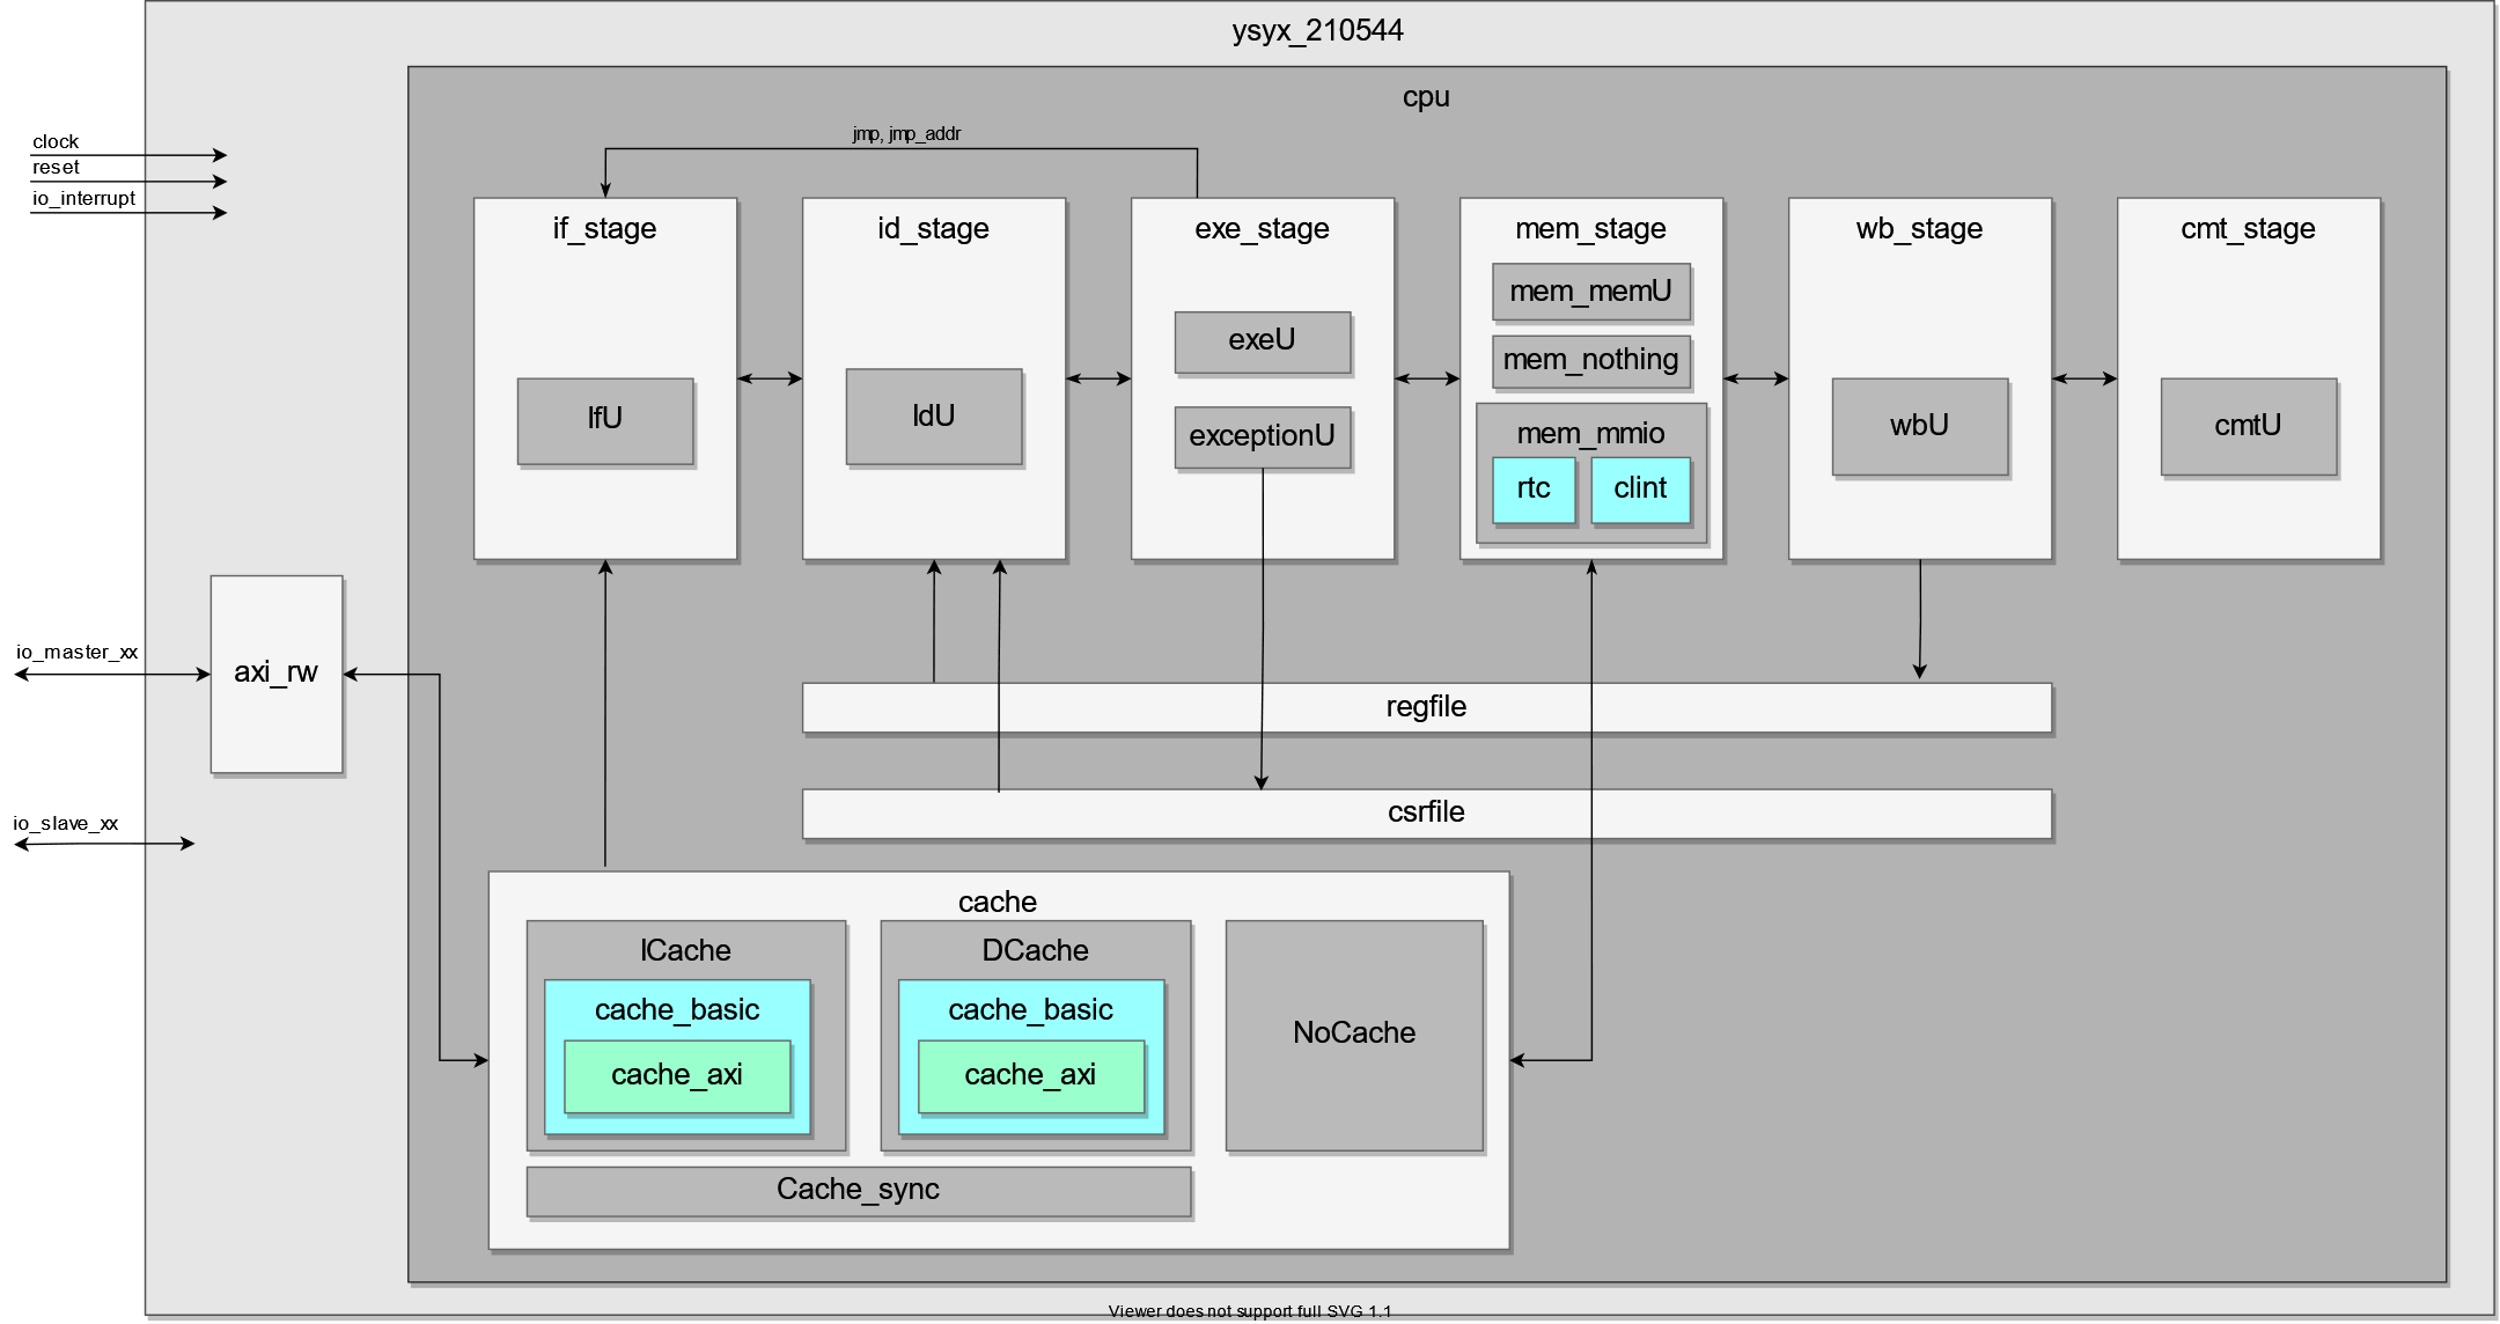 ysyx_210544
cpu
clock
reset
io_interrupt
jmp, jmp_addr
if_stage
IfU
id_stage
IdU
exe_stage
exeU
exceptionU
mem_stage
mem_memU
mem_nothing
mem_mmio
rtc
clint
wb_stage
wbU
cmt_stage
cmtU
io_master_xx
axi_rw
io_slave_xx
regfile
csrfile
cache
ICache
cache_basic
cache_axi
DCache
cache_basic
cache_axi
NoCache
Cache_sync
Viewer does not support full SVG 1.1